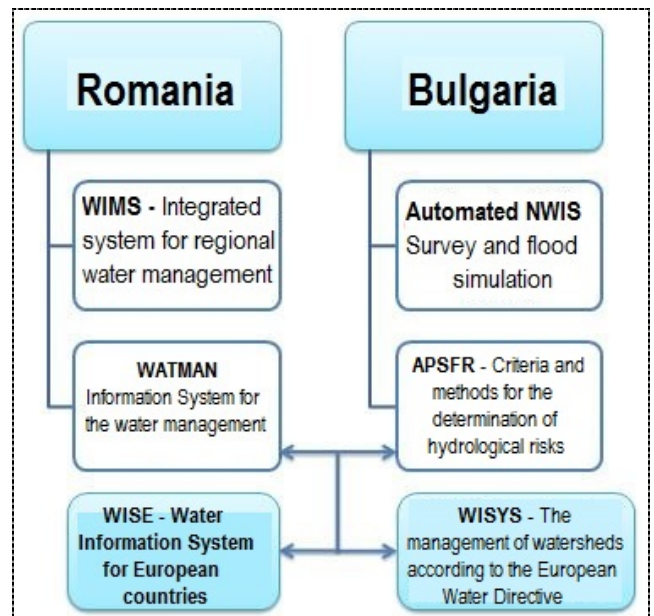 Romania
Bulgaria
WIMS - Integrated
system for regional
water management
Automated NWIS
Survey and flood
simulation
WATMAN
Information System for
the water management
APSFR - Criteria and
methods for the
determination of
hydrological risks
WISE - Water
Information System
for European
countries
WISYS - The
management of watersheds
according to the European
Water Directive